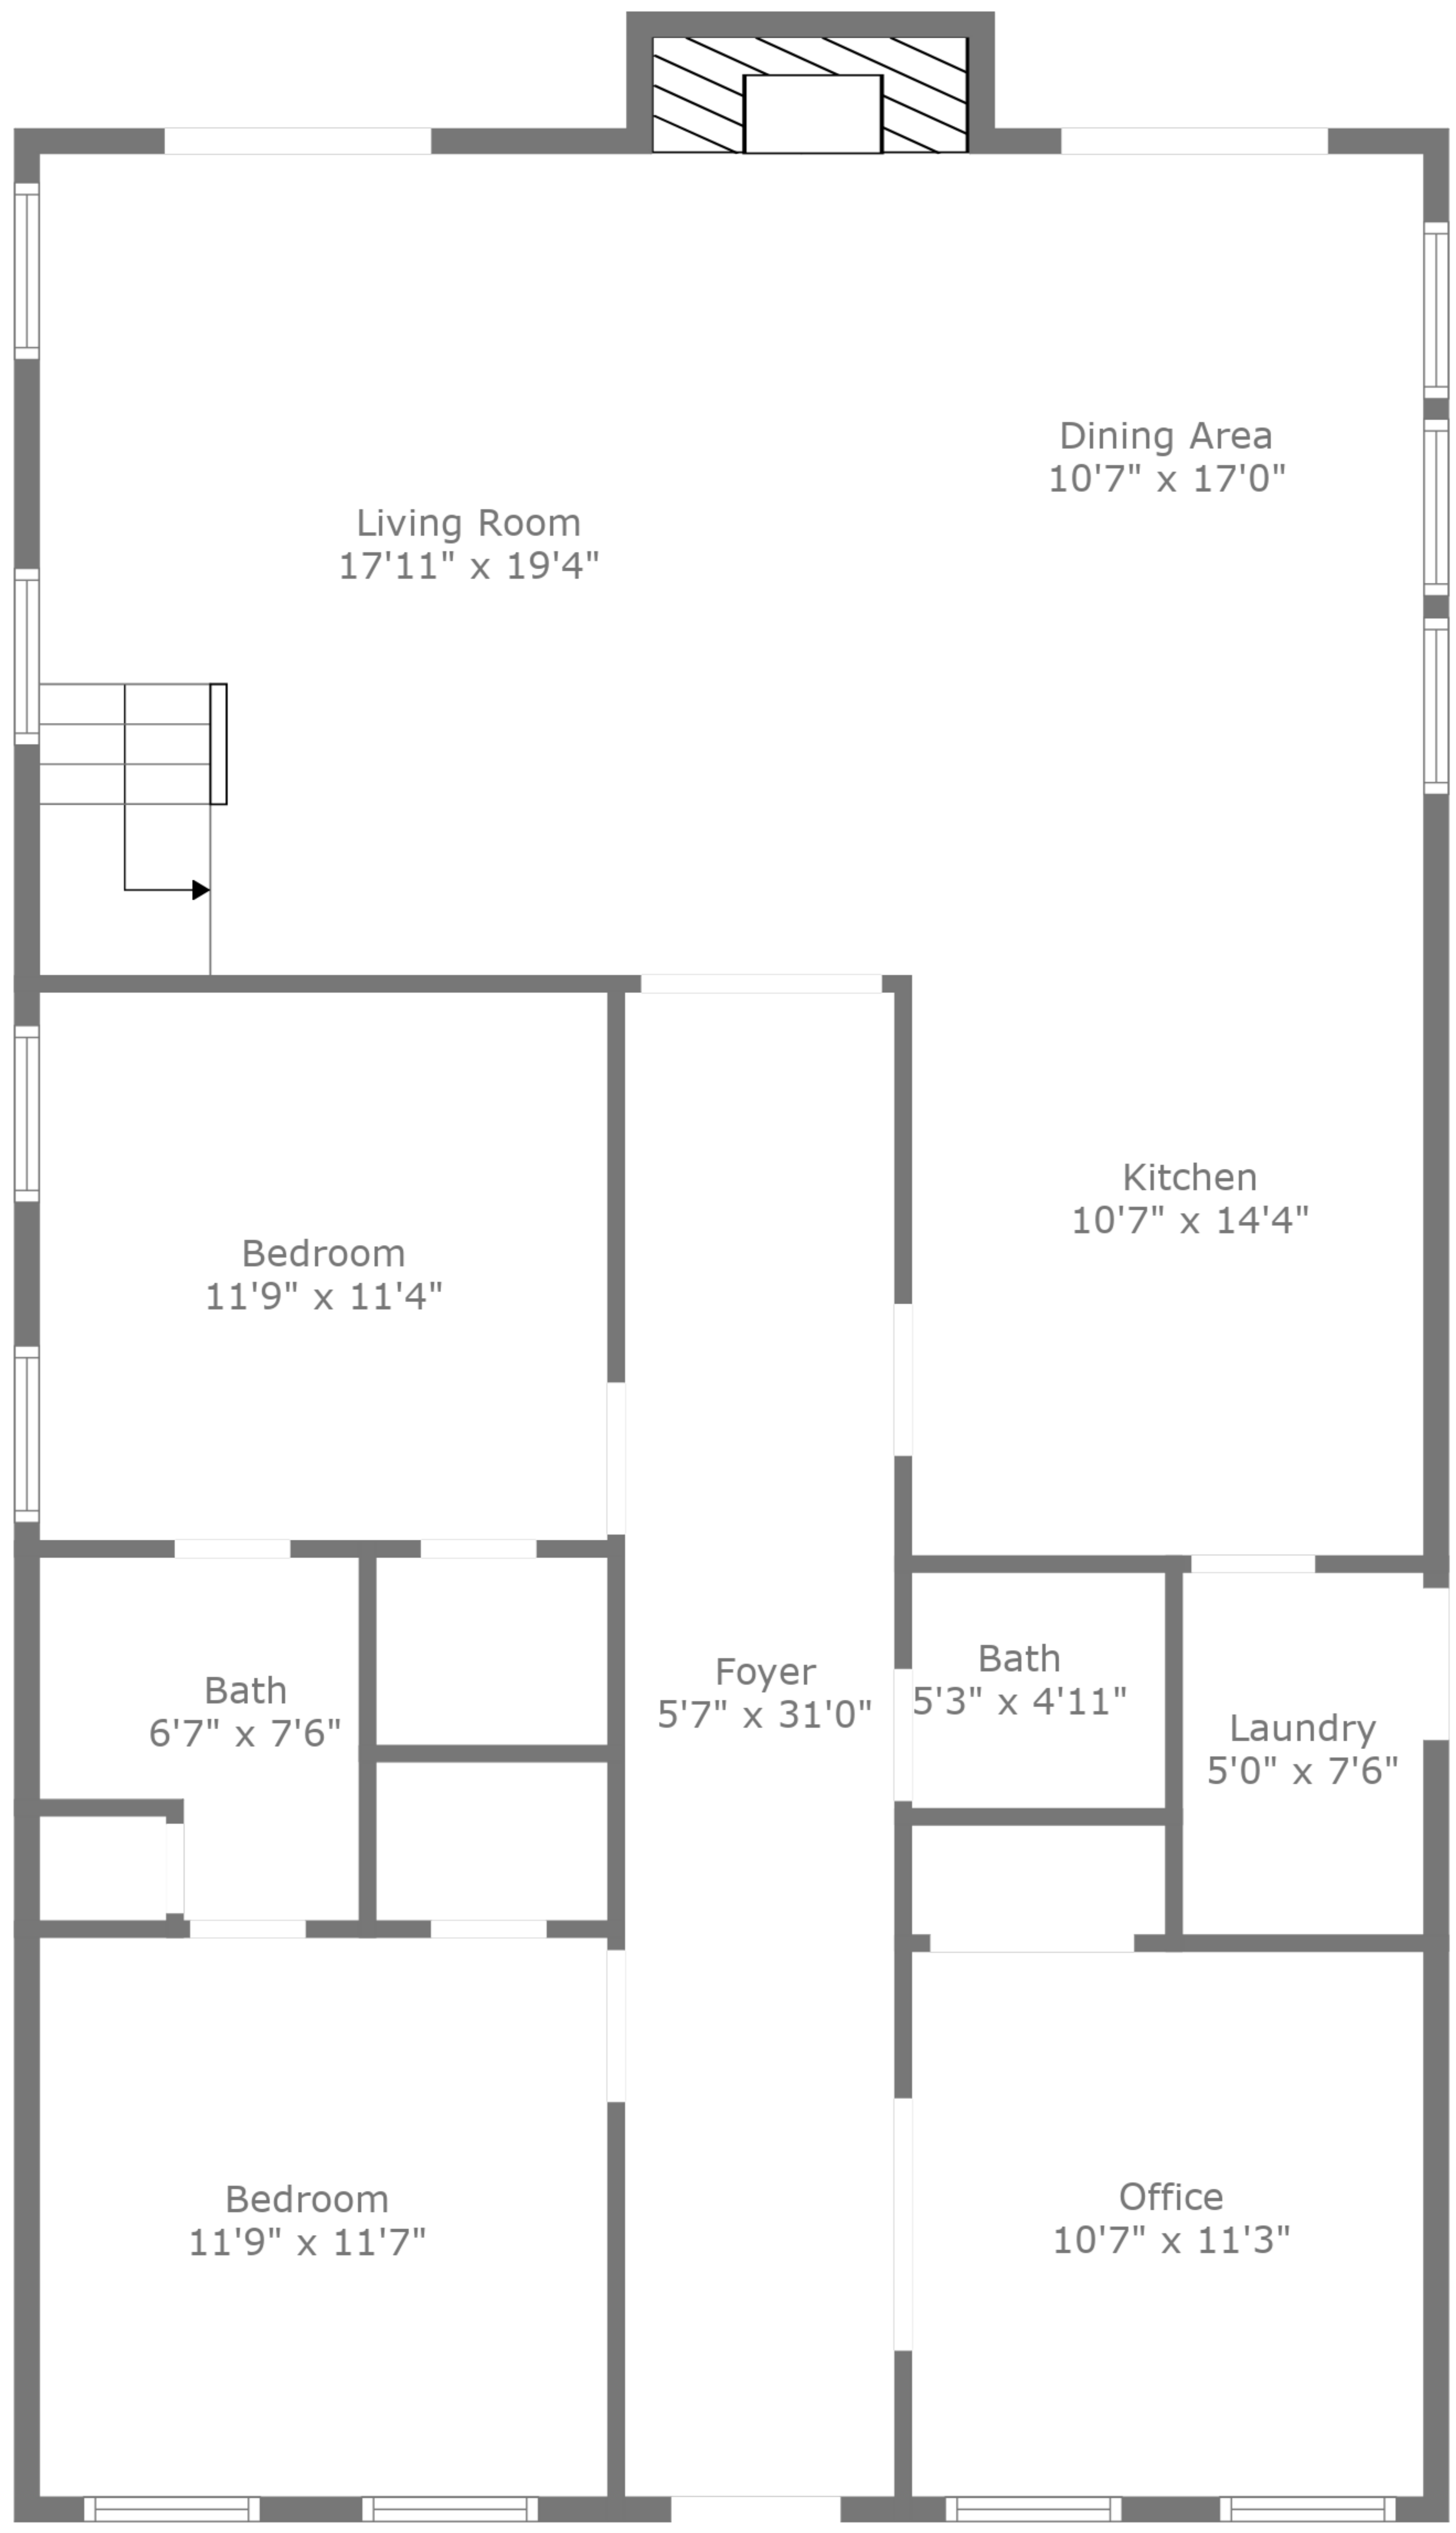 Dining Area
10'7" x 17'0"
Living Room
17'11" x 19'4"
Kitchen
10'7" x 14'4"
Bedroom
11'9" x 11'4"
Bath
5'3" x 4'11"
Foyer
5'7" x 31'0"
Bath
6'7" x 7'6"
Laundry
5'0" x 7'6"
Bedroom
11'9" x 11'7"
Office
10'7" x 11'3"